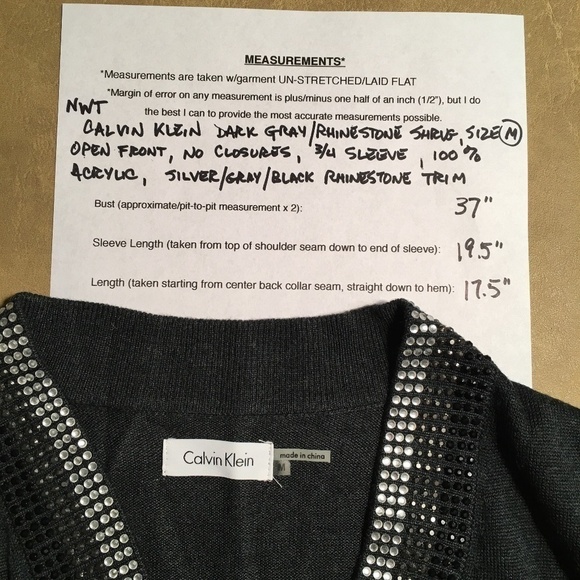 MEASUREMENTS*
*Measurements are taken w/garment UN-STRETCHED/LAID FLAT
*Margin of error on any measurement is plus/minus one half of an inch (1/2"), but I do
the best I can to provide the most accurate measurements possible.
NWT
CALVIN KLEIN DARK GRAY/RHINESTONE SHRUG, SIZE M
OPEN FRONT, NO CLOSURES, 3/4 SLEEVE, 100%
ACRYLIC, SILVER/GRAY/BLACK RHINESTONE TRIM
Bust (approximate/pit-to-pit measurement x 2): 37"
Sleeve Length (taken from top of shoulder seam down to end of sleeve): 19.5"
Length (taken starting from center back collar seam, straight down to hem): 17.5"
Calvin Klein
made in china
M